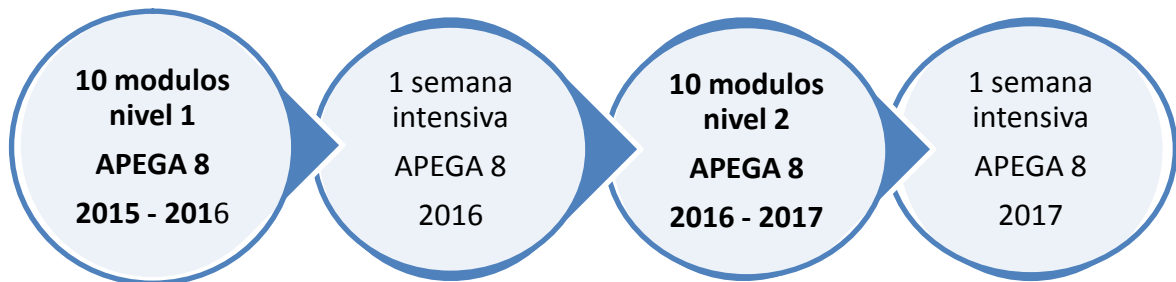 10 modulos
nivel 1
APEGA 8
2015 - 2016
1 semana
intensiva
APEGA 8
2016
10 modulos
nivel 2
APEGA 8
2016 - 2017
1 semana
intensiva
APEGA 8
2017